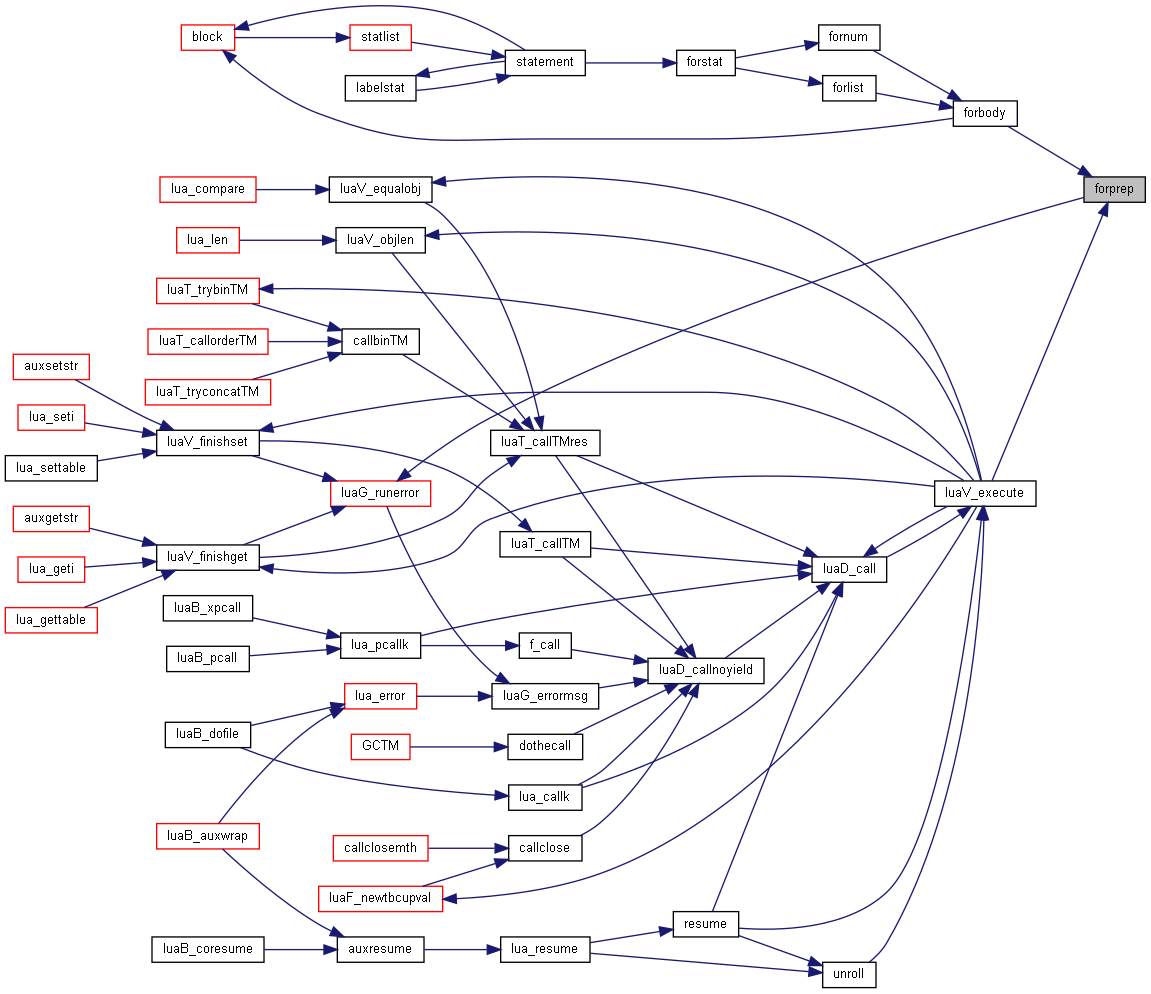 block
statlist
statement
labelstat
forstat
fornum
forlist
forbody
forprep
lua_compare
luaV_equalobj
lua_len
luaV_objlen
luaT_trybinTM
luaT_callorderTM
callbinTM
luaT_tryconcatTM
auxsetstr
lua_seti
luaV_finishset
lua_settable
luaT_callTMres
luaG_runerror
luaV_execute
auxgetstr
luaV_finishget
lua_geti
lua_gettable
luaT_callTM
luaD_call
luaB_xpcall
luaB_pcall
lua_pcallk
f_call
luaD_callnoyield
lua_error
luaG_errormsg
luaB_dofile
GCTM
dothecall
lua_callk
luaB_auxwrap
callclosemth
callclose
luaF_newtbcupval
resume
luaB_coresume
auxresume
lua_resume
unroll